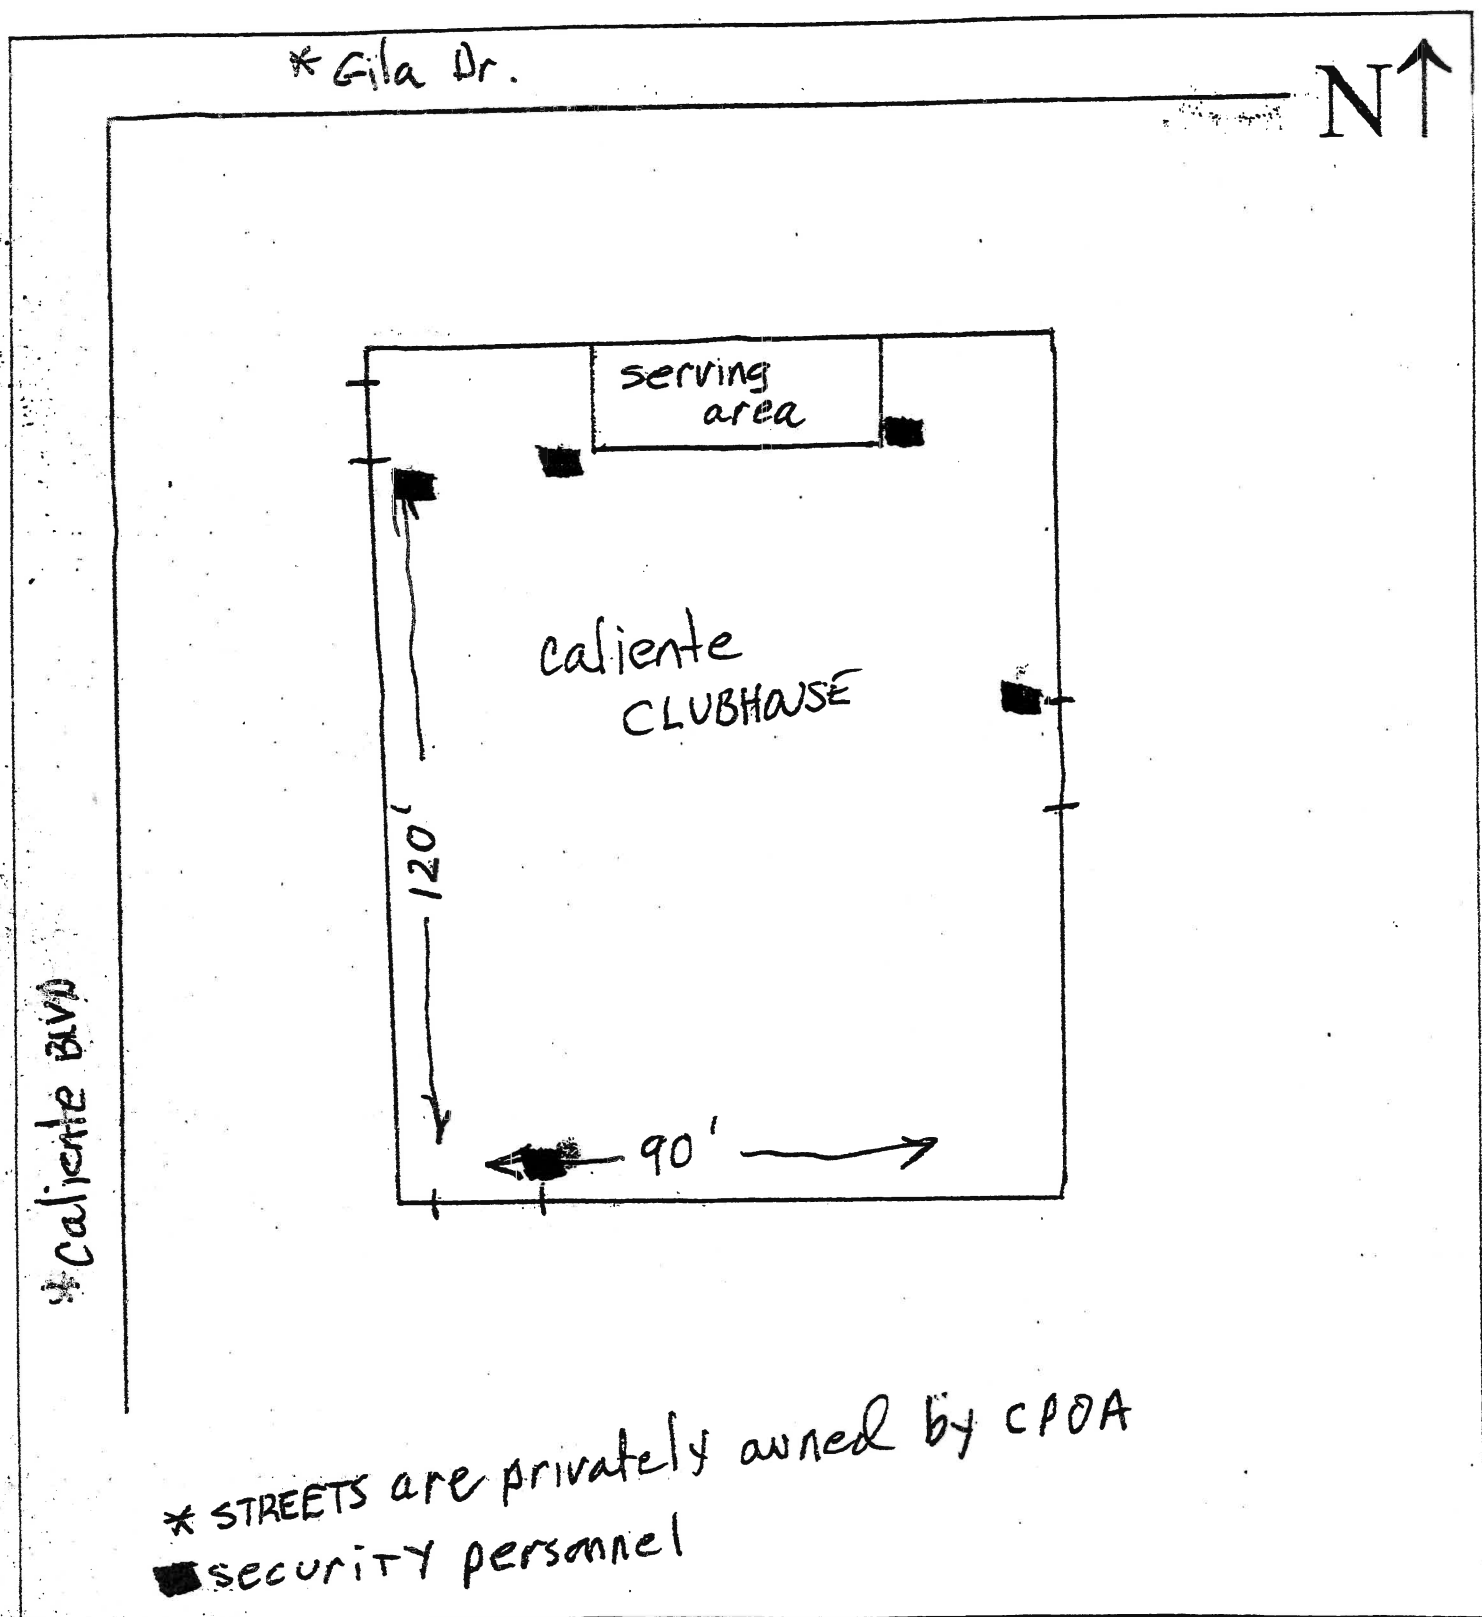 * Gila Dr.
N
serving
area
caliente
CLUBHOUSE
120'
90'
*Caliente BLVD
* STREETS are privately owned by CPOA
security personnel